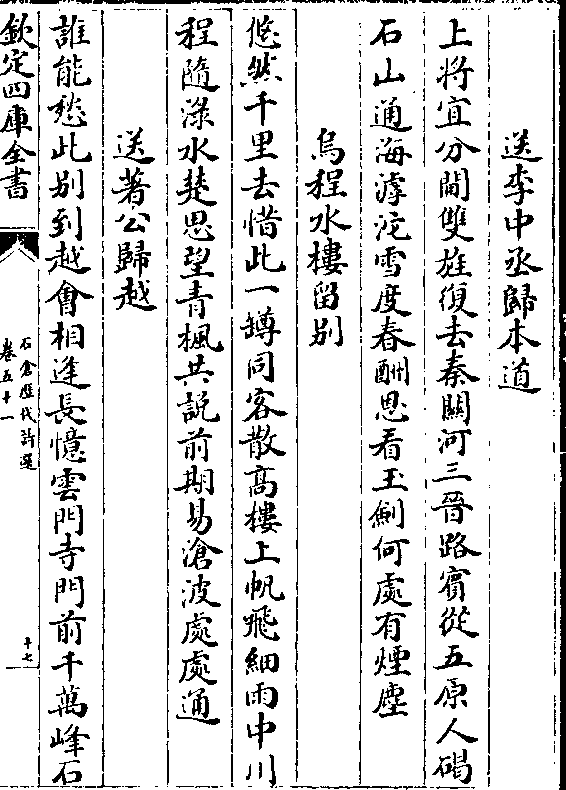 送李中丞歸本道
上將宜分閫雙旌復去秦關河三晉路賓從五原人碣
石山通海滹沱雪度春酬恩看玉劍何處有煙塵
烏程水樓留别
悠然千里去惜此一罇同客散高樓上帆飛細雨中川
程隨淥水楚思望青楓共説前期易滄波處處通
送著公歸越
誰能愁此别到越會相逢長憶雲門寺門前千萬峰石
欽定四庫全書
石倉歷代詩選
卷五十一
十七